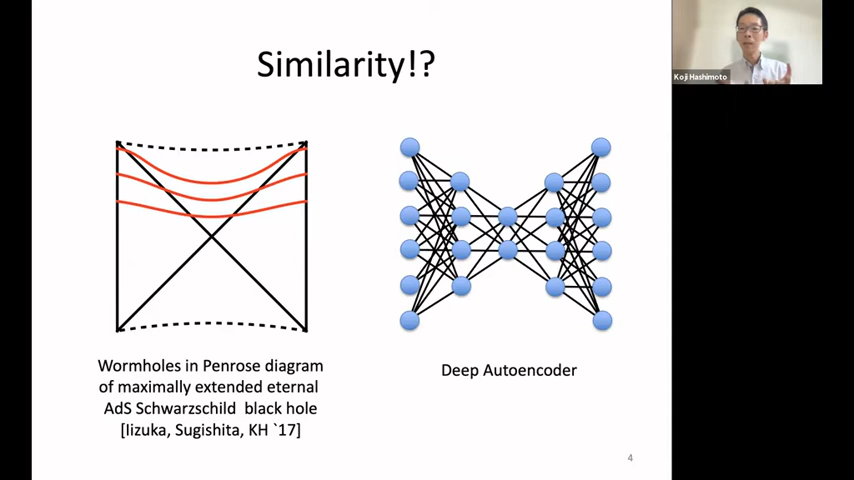 Similarity!?
Koji Hashimoto
Wormholes in Penrose diagram
of maximally extended eternal
AdS Schwarzschild black hole
[Iizuka, Sugishita, KH `17]
Deep Autoencoder
4